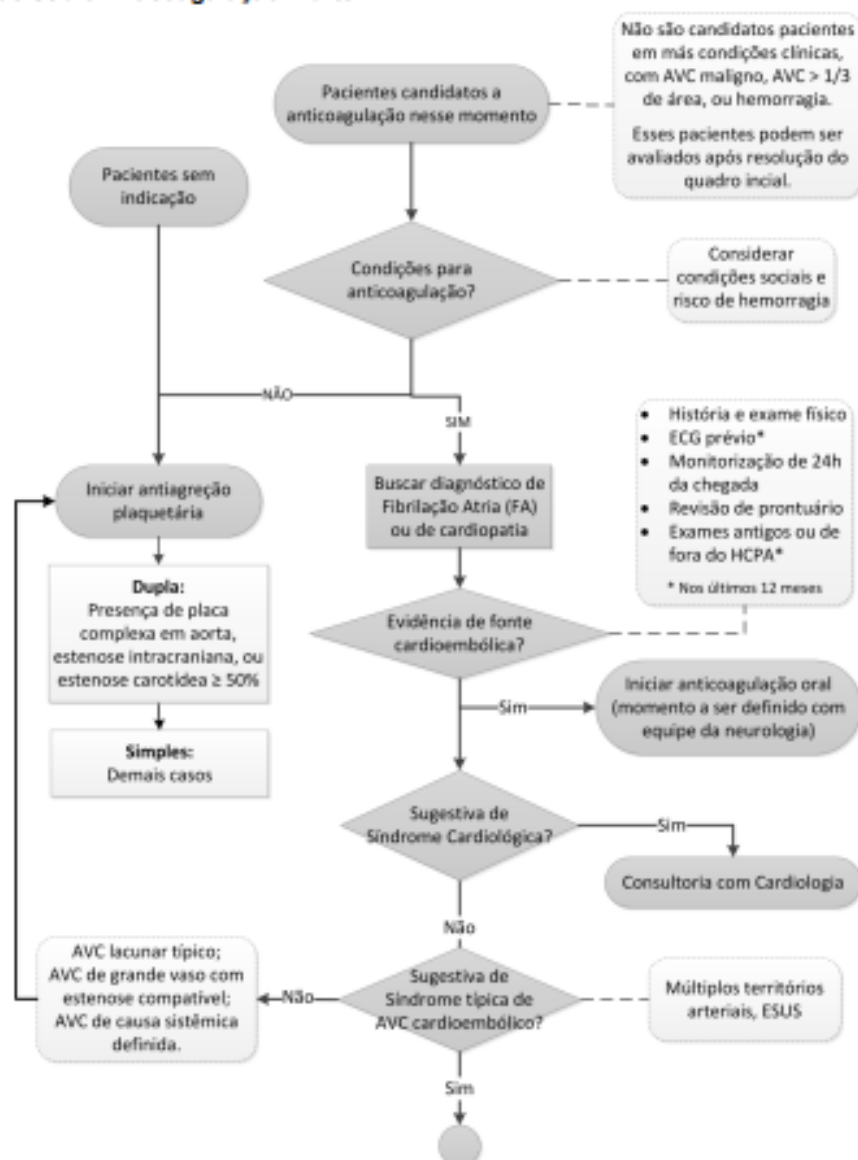 Não são candidatos pacientes
em más condições clínicas,
com AVC maligno, AVC > 1/3
de área, ou hemorragia.
Esses pacientes podem ser
avaliados após resolução do
quadro incial.
Pacientes candidatos a
anticoagulação nesse momento
Pacientes sem
indicação
Condições para
anticoagulação?
Considerar
condições sociais e
risco de hemorragia
NÃO
SIM
• História e exame físico
• ECG prévio*
• Monitorização de 24h
da chegada
• Revisão de prontuário
• Exames antigos ou de
fora do HCPA*
* Nos últimos 12 meses
Iniciar antiagreção
plaquetária
Buscar diagnóstico de
Fibrilação Atria (FA)
ou de cardiopatia
Dupla:
Presença de placa
complexa em aorta,
estenose intracraniana, ou
estenose carotídea ≥ 50%
Evidência de fonte
cardioembólica?
Sim
Iniciar anticoagulação oral
(momento a ser definido com
equipe da neurologia)
Simples:
Demais casos
Sugestiva de
Síndrome Cardiológica?
Sim
Consultoria com Cardiologia
Não
AVC lacunar típico;
AVC de grande vaso com
estenose compatível;
AVC de causa sistêmica
definida.
Não
Sugestiva de
Síndrome típica de
AVC cardioembólico?
Múltiplos territórios
arteriais, ESUS
Sim